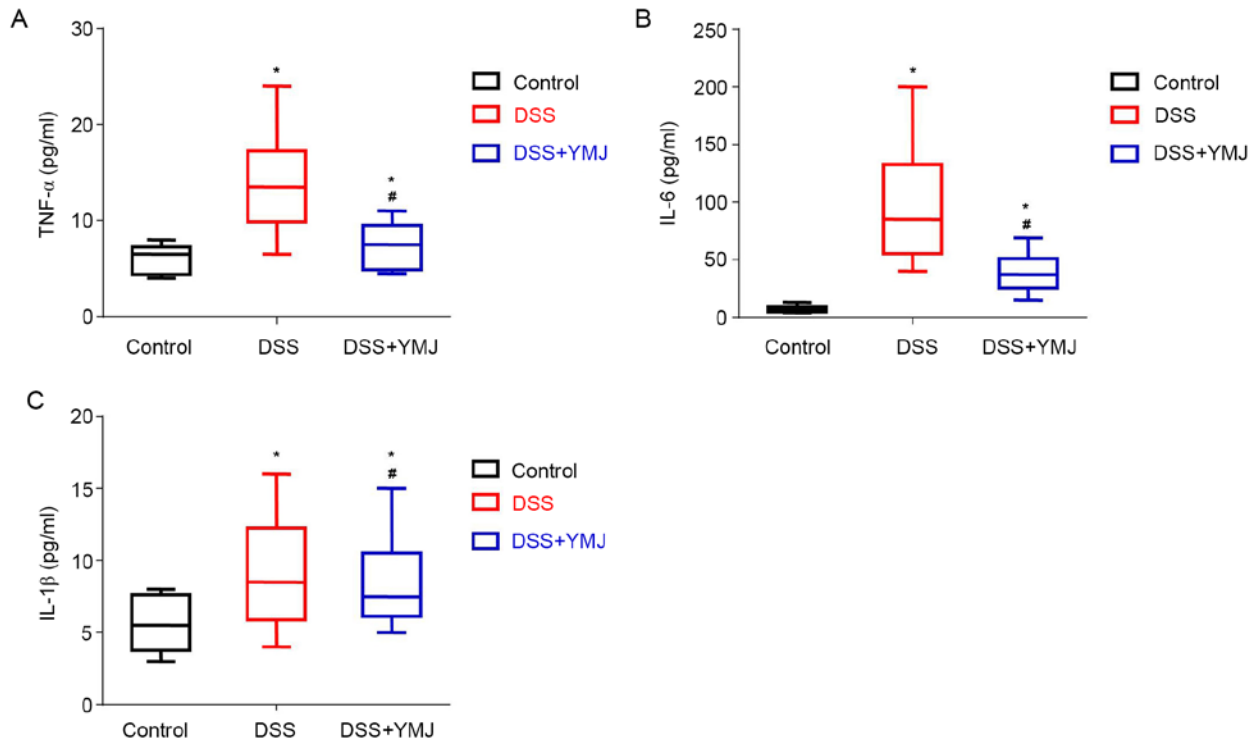 A
TNF-α (pg/ml)
30
20
10
0
*
*
#
Control
DSS
DSS+YMJ
Control
DSS
DSS+YMJ
B
IL-6 (pg/ml)
250
200
150
100
50
0
*
*
#
Control
DSS
DSS+YMJ
Control
DSS
DSS+YMJ
C
IL-1β (pg/ml)
20
15
10
5
0
*
*
#
Control
DSS
DSS+YMJ
Control
DSS
DSS+YMJ